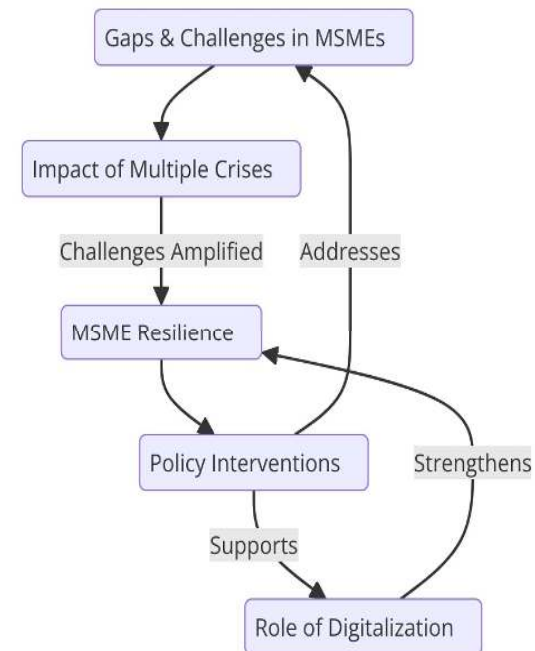 Gaps & Challenges in MSMEs
Impact of Multiple Crises
Challenges Amplified
Addresses
MSME Resilience
Policy Interventions
Strengthens
Supports
Role of Digitalization